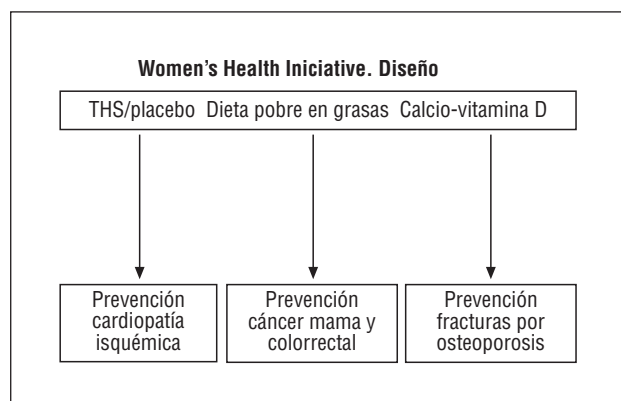 Women's Health Iniciative. Diseño
THS/placebo Dieta pobre en grasas Calcio-vitamina D
Prevención
cardiopatía
isquémica
Prevención
cáncer mama y
colorrectal
Prevención
fracturas por
osteoporosis